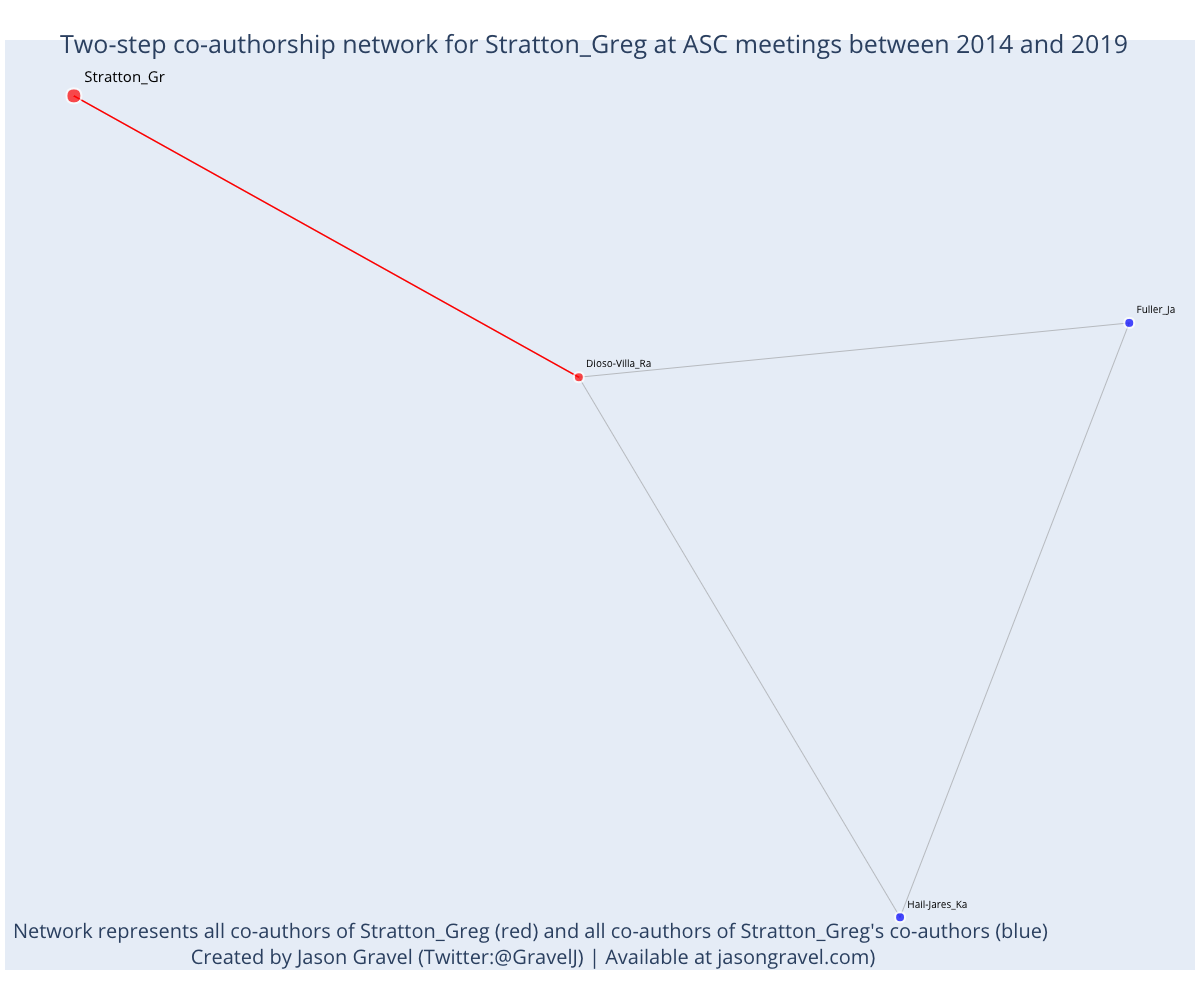 Two-step co-authorship network for Stratton_Greg at ASC meetings between 2014 and 2019
Stratton_Gr
Fuller_Ja
Dioso-Villa_Ra
Hail-Jares_Ka
Network represents all co-authors of Stratton_Greg (red) and all co-authors of Stratton_Greg's co-authors (blue)
Created by Jason Gravel (Twitter:@GravelJ) | Available at jasongravel.com)